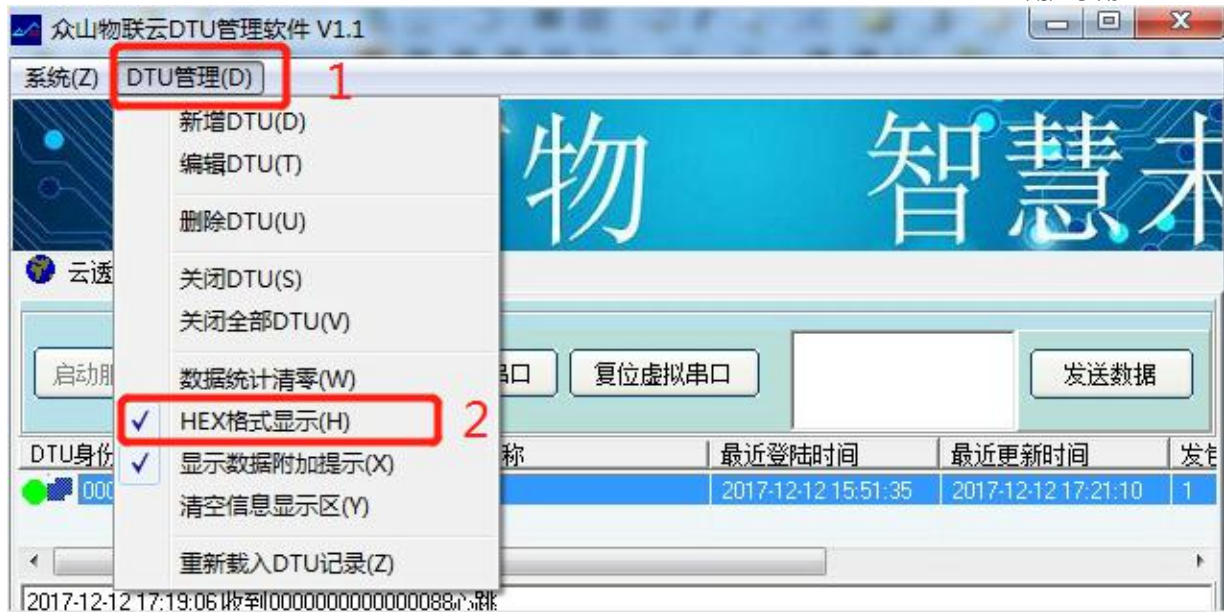 众山物联云DTU管理软件 V1.1
系统(Z) DTU管理(D) 1
新增DTU(D)
编辑DTU(T)
物 智慧
删除DTU(U)
云透
关闭DTU(S)
关闭全部DTU(V)
启动 串口 复位虚拟串口 发送数据
数据统计清零(W)
HEX格式显示(H) 2
DTU身份 称 最近登陆时间 最近更新时间 发包
显示数据附加提示(X)
000 2017-12-12 15:51:35 2017-12-12 17:21:10 1
清空信息显示区(Y)
重新载入DTU记录(Z)
2017-12-12 17:19:06收到0000000000000088心跳